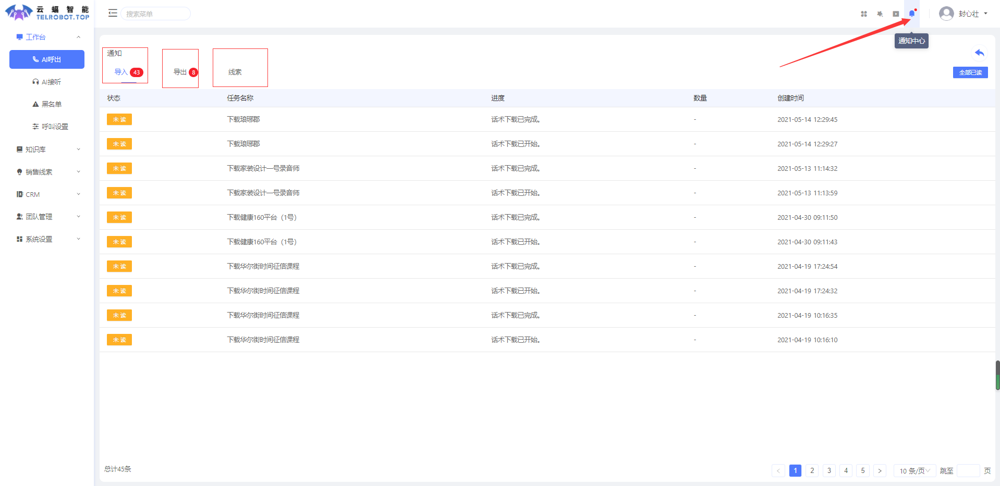 云蝠智能
TELROBOT.TOP
搜索菜单
封心壮
通知中心
工作台
AI呼出
AI接听
黑名单
呼叫设置
知识库
销售线索
CRM
团队管理
系统设置
通知
导入 43 导出 8 线索
全部已读
状态 任务名称 进度 数量 创建时间
未读 下载琅琊郡 话术下载已完成。 - 2021-05-14 12:29:45
未读 下载琅琊郡 话术下载已开始。 - 2021-05-14 12:29:27
未读 下载家装设计一号录音师 话术下载已完成。 - 2021-05-13 11:14:32
未读 下载家装设计一号录音师 话术下载已开始。 - 2021-05-13 11:13:59
未读 下载健康160平台（1号） 话术下载已完成。 - 2021-04-30 09:11:50
未读 下载健康160平台（1号） 话术下载已开始。 - 2021-04-30 09:11:43
未读 下载华尔街时间征信课程 话术下载已完成。 - 2021-04-19 17:24:54
未读 下载华尔街时间征信课程 话术下载已开始。 - 2021-04-19 17:24:32
未读 下载华尔街时间征信课程 话术下载已完成。 - 2021-04-19 10:16:35
未读 下载华尔街时间征信课程 话术下载已开始。 - 2021-04-19 10:16:10
总计45条
< 1 2 3 4 5 > 10 条/页 跳至 页